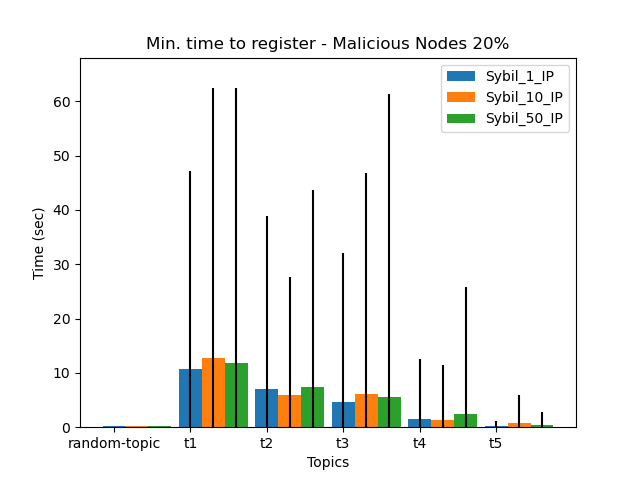 Min. time to register - Malicious Nodes 20%
Sybil_1_IP
Sybil_10_IP
Sybil_50_IP
Time (sec)
60
50
40
30
20
10
0
random-topic t1 t2 t3 t4 t5
Topics